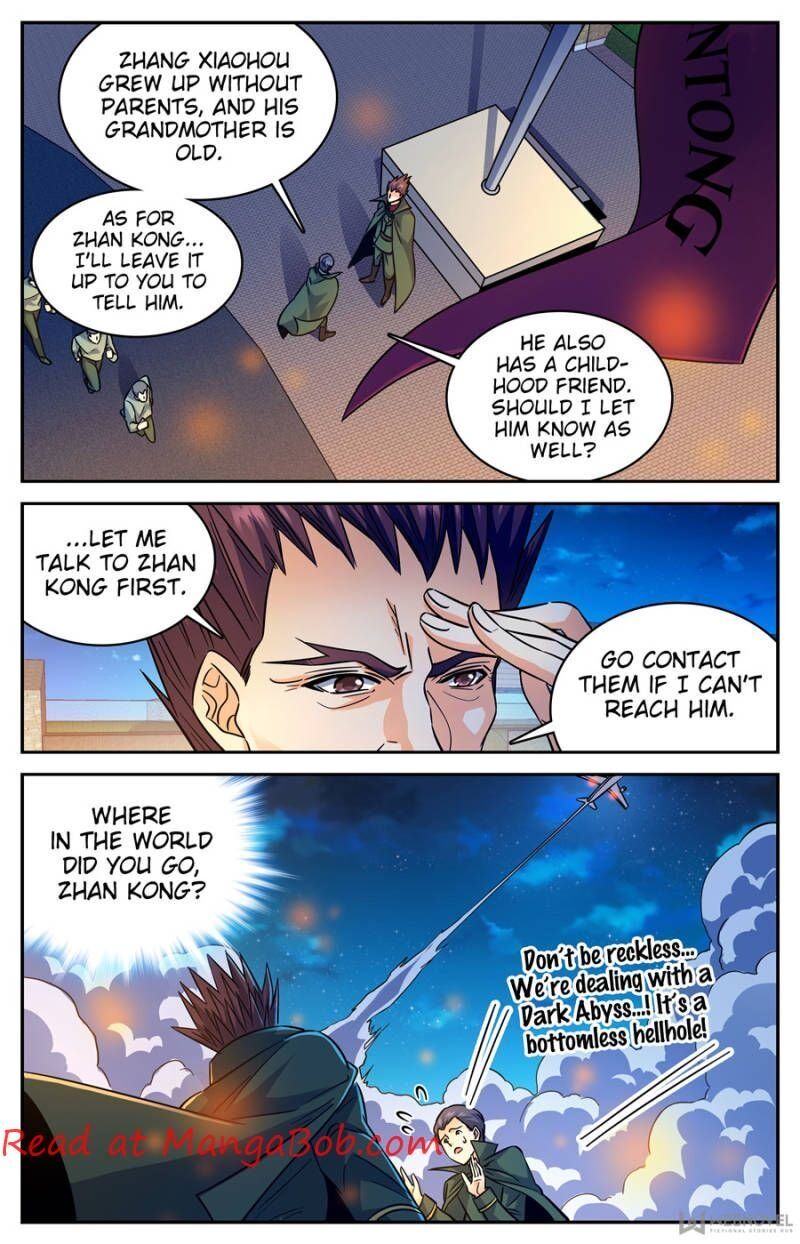 ZHANG XIAOHOU
GREW UP WITHOUT
PARENTS, AND HIS
GRANDMOTHER IS
OLD.
NTONG
AS FOR
ZHAN KONG...
I'LL LEAVE IT
UP TO YOU TO
TELL HIM.
HE ALSO
HAS A CHILD-
HOOD FRIEND.
SHOULD I LET
HIM KNOW AS
WELL?
...LET ME
TALK TO ZHAN
KONG FIRST.
GO CONTACT
THEM IF I CAN'T
REACH HIM.
WHERE
IN THE WORLD
DID YOU GO,
ZHAN KONG?
Don't be reckless...
We're dealing with a
Dark Abyss...! It's a
bottomless hellhole!
Read at MangaBob.com
WEBNOVEL
FICTIONAL STORIES HUB